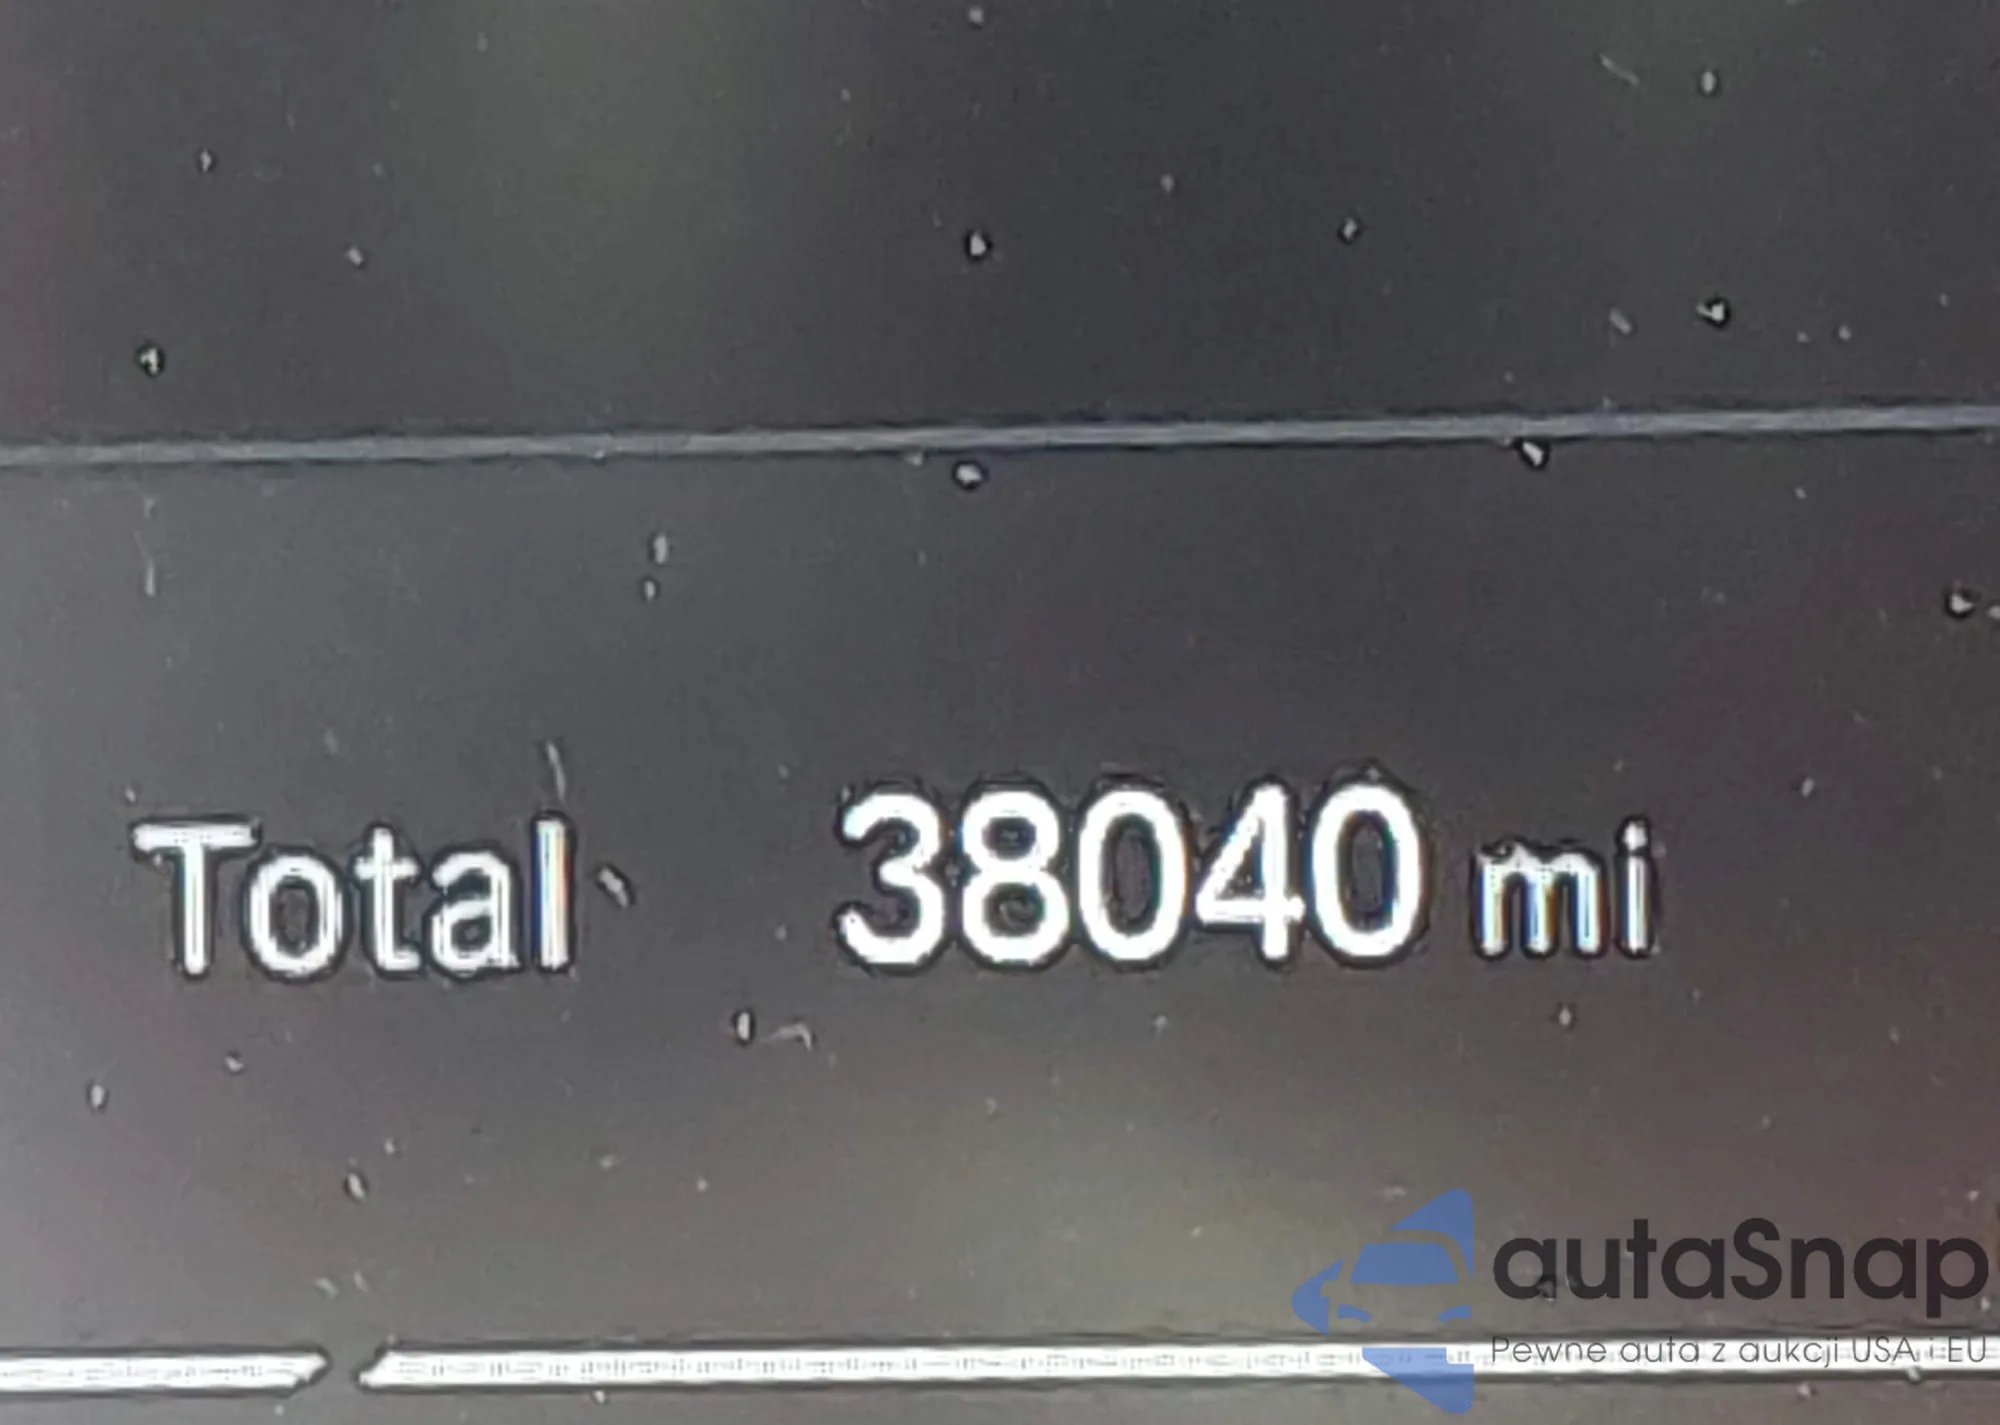 Total 38040 mi
autaSnap
Pewne auta z aukcji USA i EU